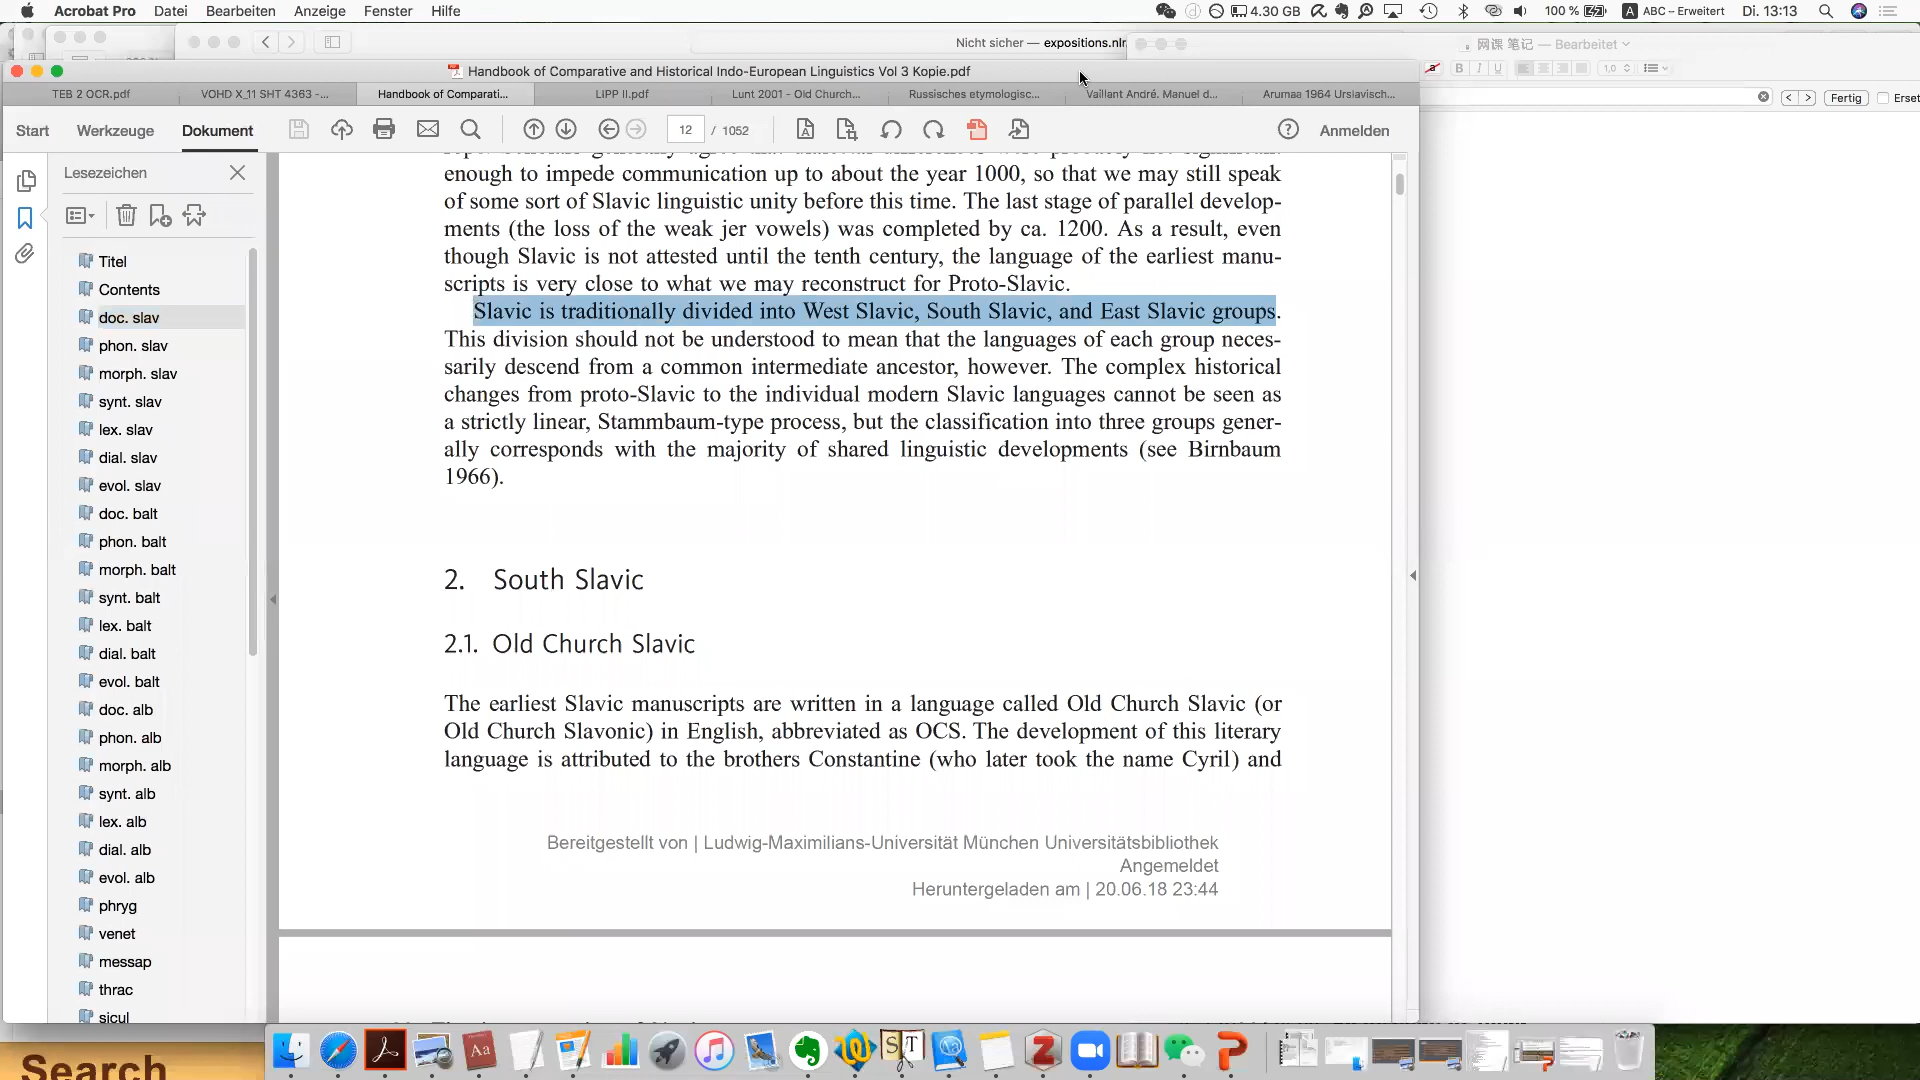 Acrobat Pro Datei Bearbeiten Anzeige Fenster Hilfe 4.30 GB 100 % A ABC – Erweitert Di. 13:13
Nicht sicher — expositions.nlr.
网课 笔记 — Bearbeitet
Handbook of Comparative and Historical Indo-European Linguistics Vol 3 Kopie.pdf
B I U 1,0
TEB 2 OCR.pdf VOHD X_11 SHT 4363 -... Handbook of Comparati... LIPP II.pdf Lunt 2001 - Old Church... Russisches etymologisc... Vaillant André. Manuel d... Arumaa 1964 Urslavisch...
Fertig Erset
Start Werkzeuge Dokument 12 / 1052 Anmelden
Lesezeichen
Titel
Contents
doc. slav
phon. slav
morph. slav
synt. slav
lex. slav
dial. slav
evol. slav
doc. balt
phon. balt
morph. balt
synt. balt
lex. balt
dial. balt
evol. balt
doc. alb
phon. alb
morph. alb
synt. alb
lex. alb
dial. alb
evol. alb
phryg
venet
messap
thrac
sicul
enough to impede communication up to about the year 1000, so that we may still speak
of some sort of Slavic linguistic unity before this time. The last stage of parallel develop-
ments (the loss of the weak jer vowels) was completed by ca. 1200. As a result, even
though Slavic is not attested until the tenth century, the language of the earliest manu-
scripts is very close to what we may reconstruct for Proto-Slavic.
Slavic is traditionally divided into West Slavic, South Slavic, and East Slavic groups.
This division should not be understood to mean that the languages of each group neces-
sarily descend from a common intermediate ancestor, however. The complex historical
changes from proto-Slavic to the individual modern Slavic languages cannot be seen as
a strictly linear, Stammbaum-type process, but the classification into three groups gener-
ally corresponds with the majority of shared linguistic developments (see Birnbaum
1966).
2. South Slavic
2.1. Old Church Slavic
The earliest Slavic manuscripts are written in a language called Old Church Slavic (or
Old Church Slavonic) in English, abbreviated as OCS. The development of this literary
language is attributed to the brothers Constantine (who later took the name Cyril) and
Bereitgestellt von | Ludwig-Maximilians-Universität München Universitätsbibliothek
Angemeldet
Heruntergeladen am | 20.06.18 23:44
Search